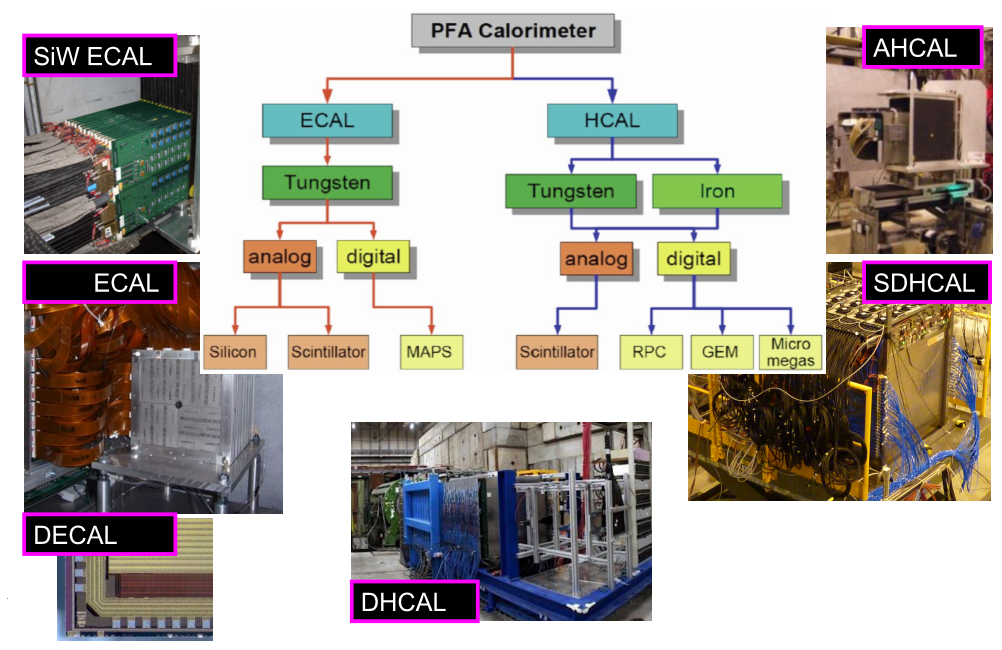 PFA Calorimeter
SiW ECAL
AHCAL
ECAL
HCAL
Tungsten
Tungsten
Iron
analog
digital
analog
digital
ECAL
SDHCAL
Silicon
Scintillator
MAPS
Scintillator
RPC
GEM
Micro
megas
DECAL
DHCAL